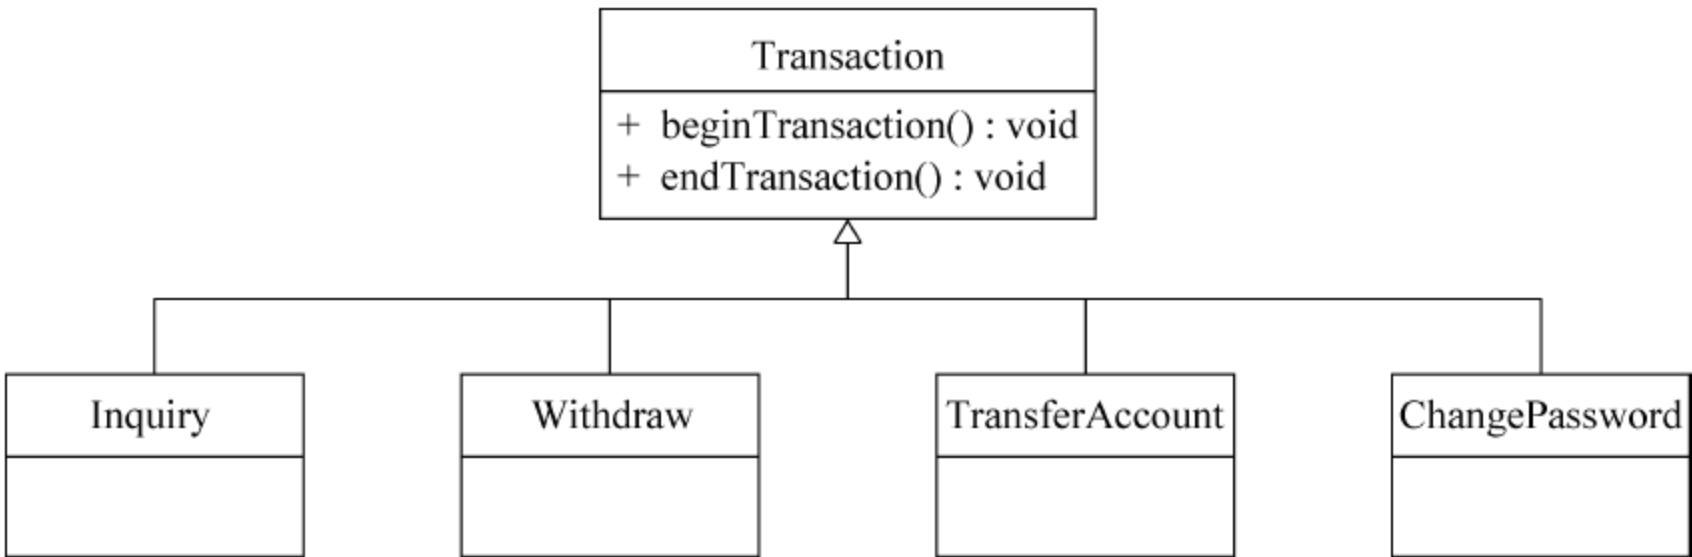 Transaction
+ beginTransaction() : void
+ endTransaction() : void
Inquiry
Withdraw
TransferAccount
ChangePassword